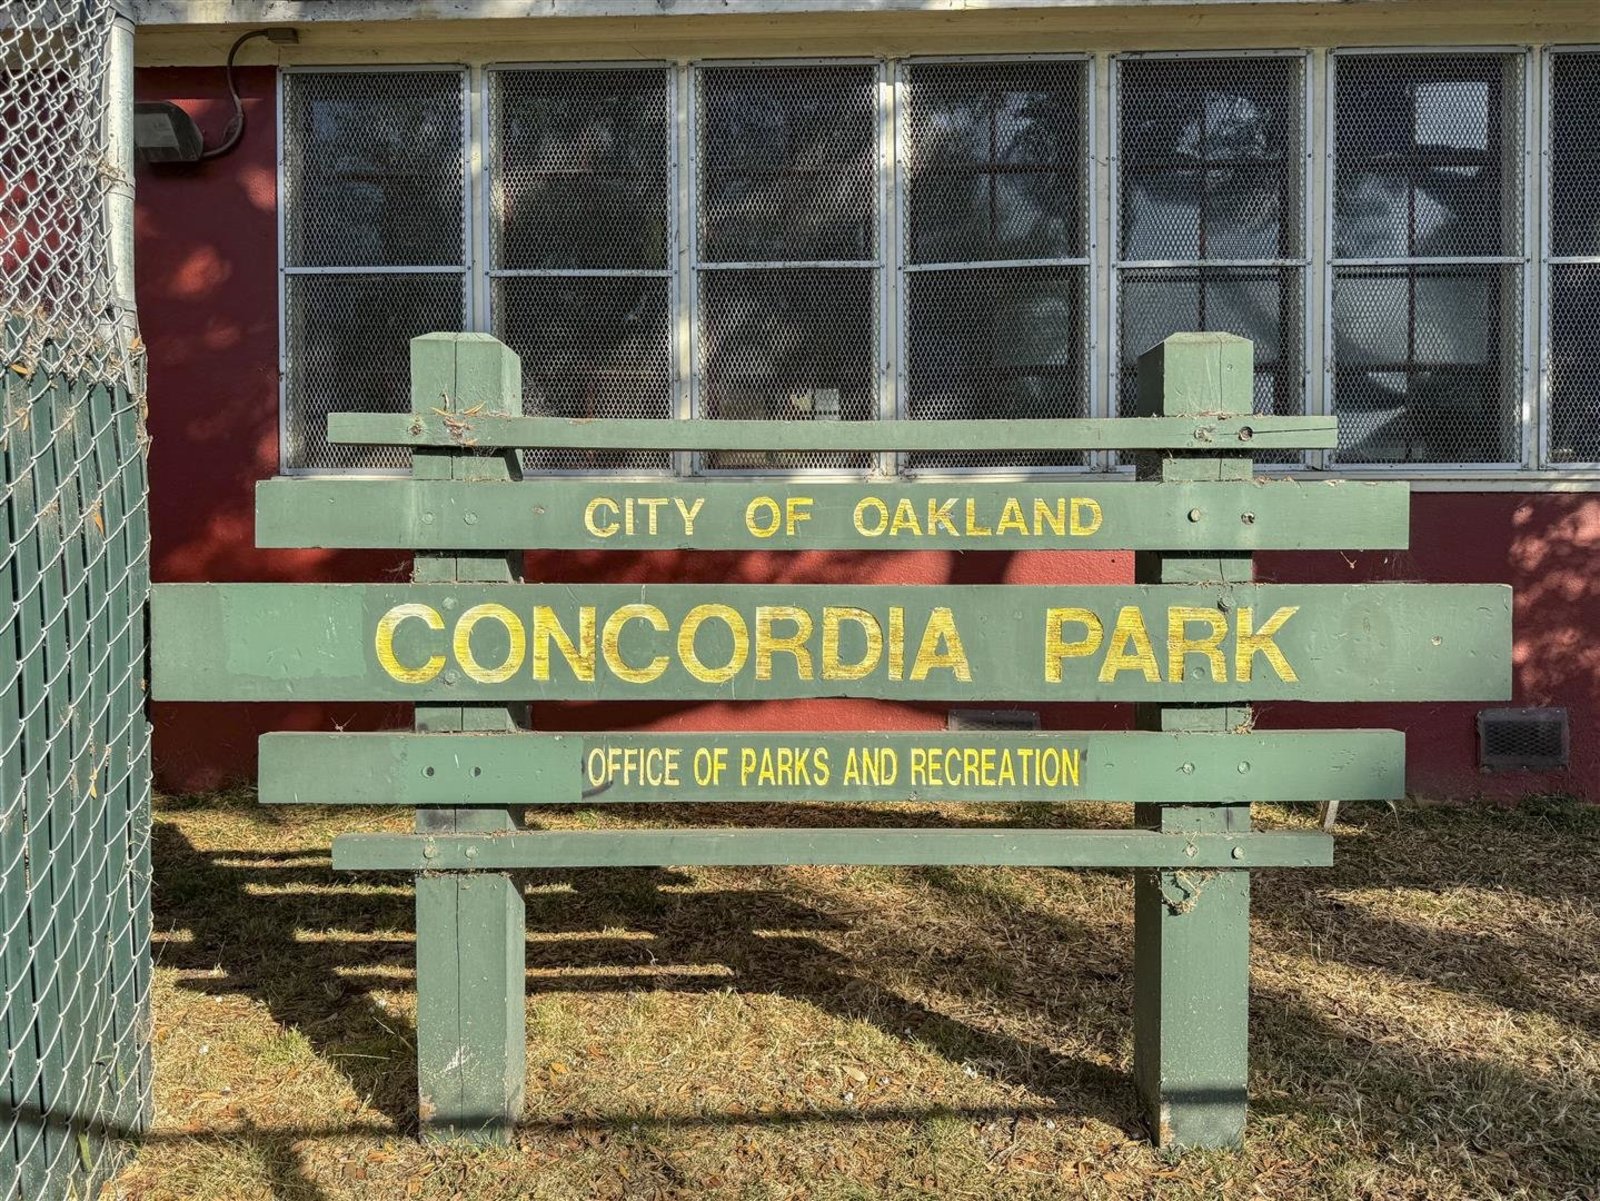 CITY OF OAKLAND
CONCORDIA PARK
OFFICE OF PARKS AND RECREATION